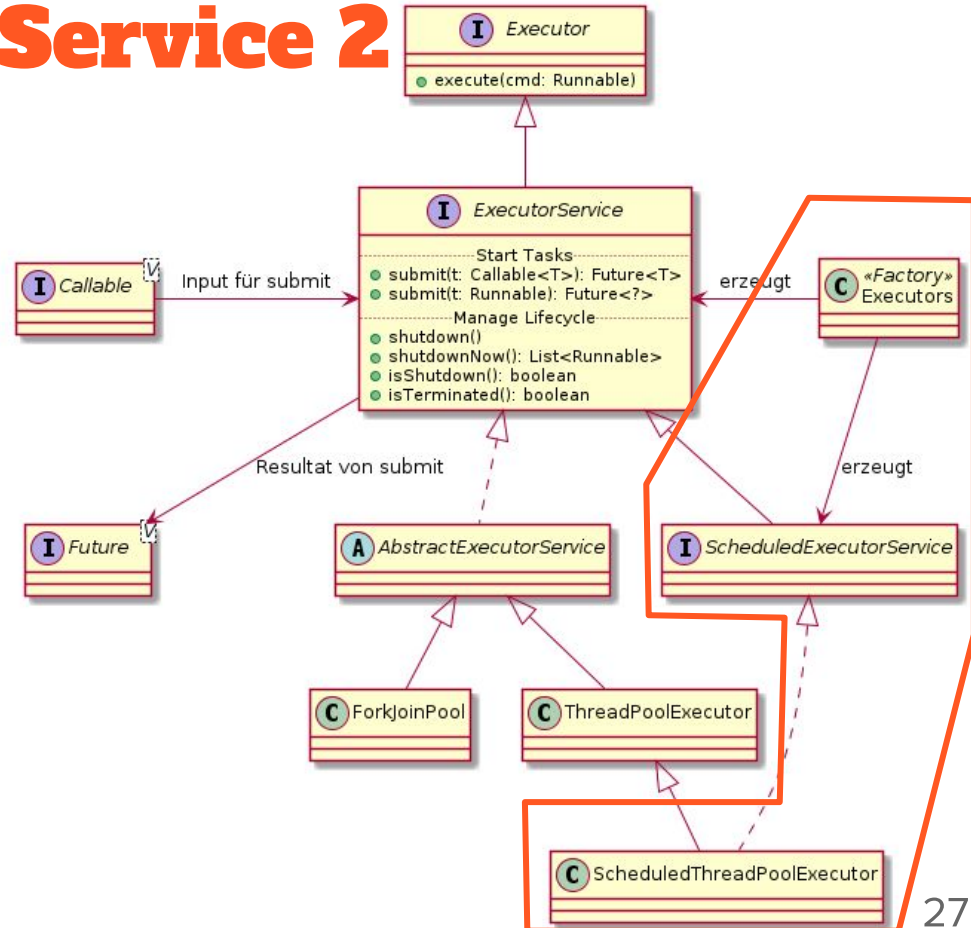 Service 2
I Executor
execute(cmd: Runnable)
I ExecutorService
Start Tasks
submit(t: Callable<T>): Future<T>
submit(t: Runnable): Future<?>
Manage Lifecycle
shutdown()
shutdownNow(): List<Runnable>
isShutdown(): boolean
isTerminated(): boolean
I Callable
V
Input für submit
erzeugt
C «Factory»
Executors
Resultat von submit
erzeugt
I Future
V
A AbstractExecutorService
I ScheduledExecutorService
C ForkJoinPool
C ThreadPoolExecutor
C ScheduledThreadPoolExecutor
27